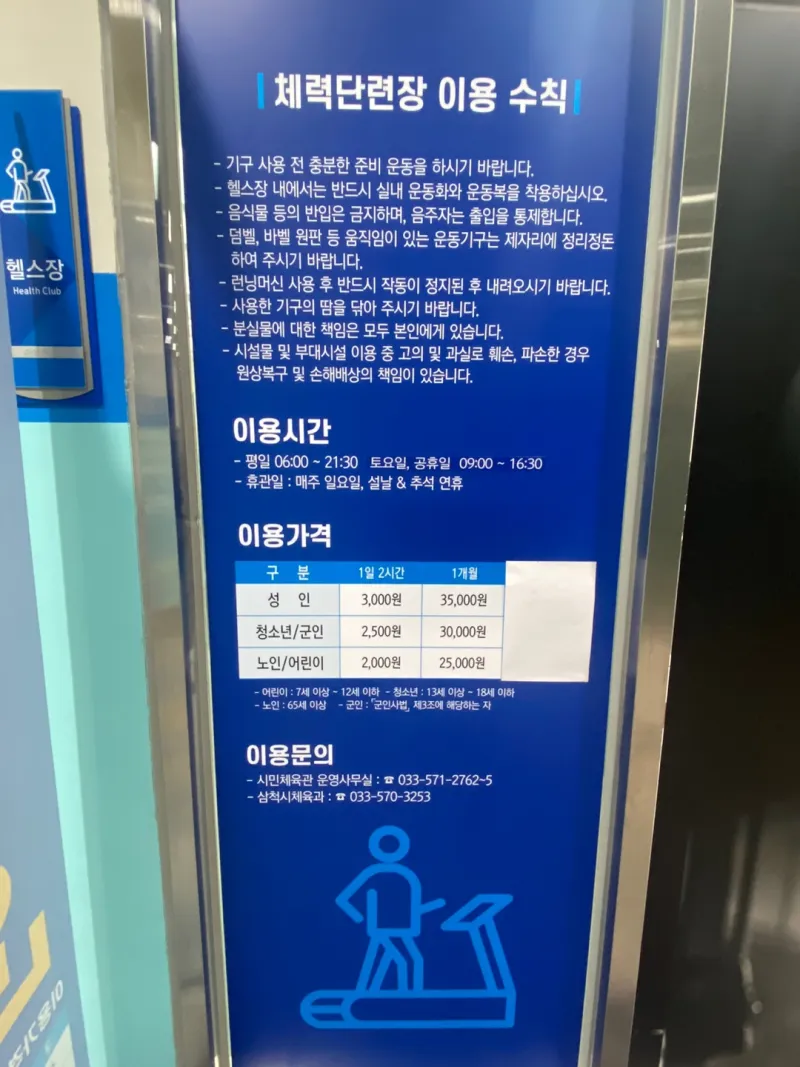 체력단련장 이용 수칙
- 기구 사용 전 충분한 준비 운동을 하시기 바랍니다.
- 헬스장 내에서는 반드시 실내 운동화와 운동복을 착용하십시오.
- 음식물 등의 반입은 금지하며, 음주자는 출입을 통제합니다.
- 덤벨, 바벨 원판 등 움직임이 있는 운동기구는 제자리에 정리정돈
하여 주시기 바랍니다.
- 런닝머신 사용 후 반드시 작동이 정지된 후 내려오시기 바랍니다.
- 사용한 기구의 땀을 닦아 주시기 바랍니다.
- 분실물에 대한 책임은 모두 본인에게 있습니다.
- 시설물 및 부대시설 이용 중 고의 및 과실로 훼손, 파손한 경우
원상복구 및 손해배상의 책임이 있습니다.
헬스장
Health Club
이용시간
- 평일 06:00 ~ 21:30 토요일, 공휴일 09:00 ~ 16:30
- 휴관일 : 매주 일요일, 설날 & 추석 연휴
이용가격
구 분 1일 2시간 1개월
성 인 3,000원 35,000원
청소년/군인 2,500원 30,000원
노인/어린이 2,000원 25,000원
- 어린이 : 7세 이상 ~ 12세 이하 - 청소년 : 13세 이상 ~ 18세 이하
- 노인 : 65세 이상 - 군인 : 「군인사법」 제3조에 해당하는 자
이용문의
- 시민체육관 운영사무실 : ☎ 033-571-2762~5
- 삼척시체육과 : ☎ 033-570-3253